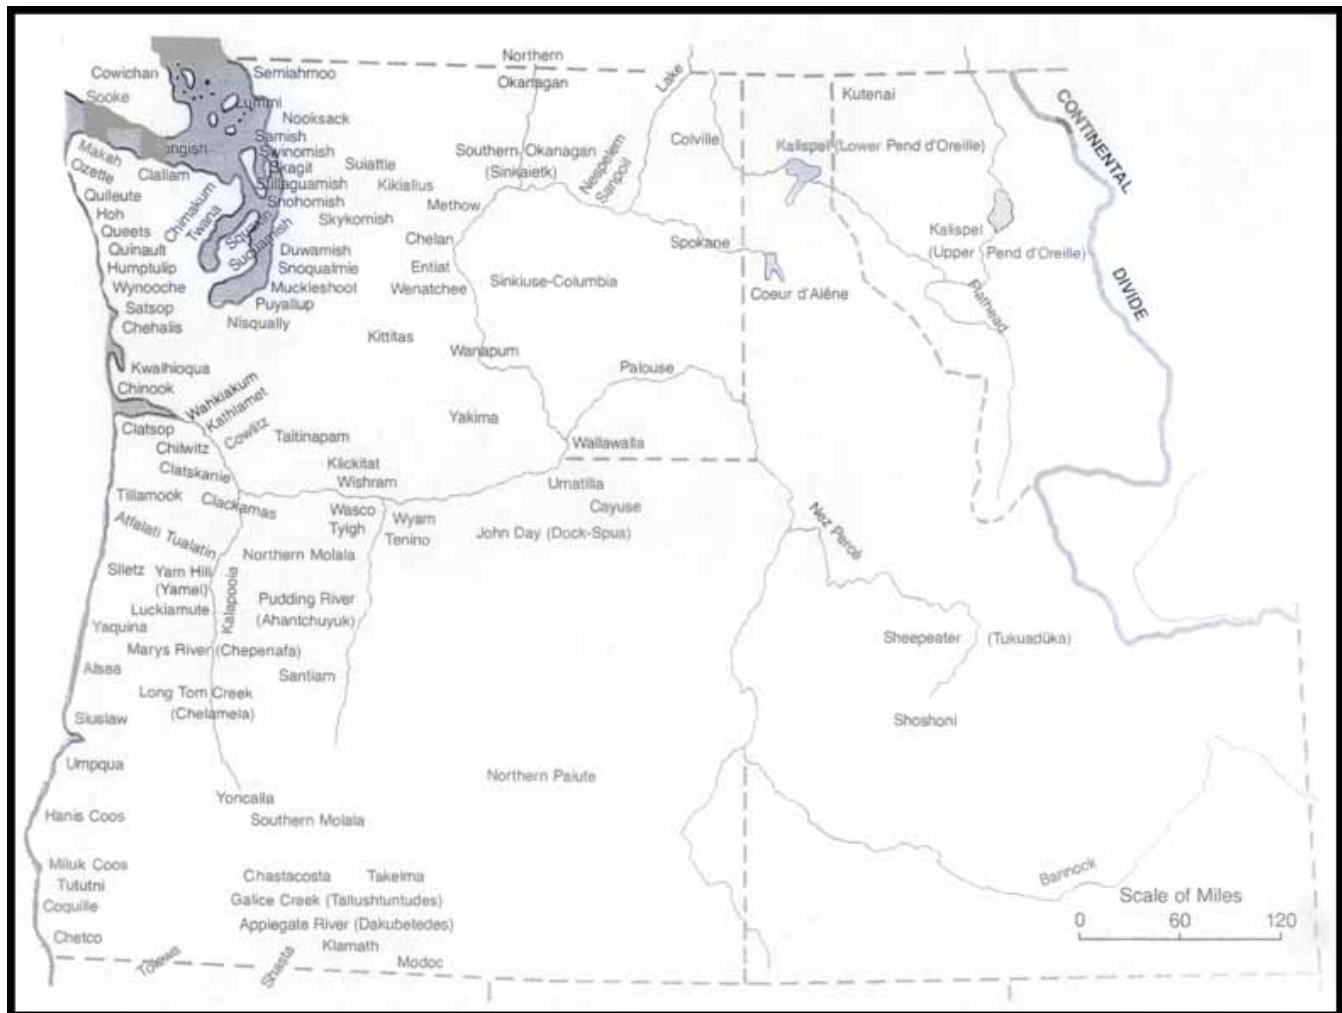 Cowichan
Sooke
Semiahmoo
Lummi
Nooksack
Samish
Swinomish
Skagit
Stillaguamish
Snohomish
Suiattle
Kikiallus
Skykomish
Makah
Ozette
Clallam
Quileute
Hoh
Queets
Quinault
Humptulip
Wynooche
Satsop
Chehalis
Chimakum
Twana
Suquamish
Duwamish
Snoqualmie
Muckleshoot
Puyallup
Nisqually
Northern
Okanagan
Lake
Southern Okanagan
(Sinkaietk)
Nespelem
Sanpoil
Methow
Chelan
Entiat
Wenatchee
Sinkiuse-Columbia
Kittitas
Wanapum
Yakima
Colville
Spokane
Kutenai
Kalispel (Lower Pend d'Oreille)
Kalispel
(Upper Pend d'Oreille)
Coeur d'Alêne
Flathead
CONTINENTAL
DIVIDE
Palouse
Wallawalla
Kwalhioqua
Chinook
Wahkiakum
Kathlamet
Cowlitz
Taitinapam
Klickitat
Wishram
Clatsop
Chilwitz
Clatskanie
Tillamook
Clackamas
Wasco
Tyigh
Wyam
Tenino
Umatilla
Cayuse
John Day (Dock-Spus)
Nez Percé
Atfalati Tualatin
Northern Molala
Siletz
Yam Hill
(Yamel)
Kalapooia
Pudding River
(Ahantchuyuk)
Luckiamute
Yaquina
Marys River (Chepenafa)
Alsea
Santiam
Long Tom Creek
(Chelamela)
Siuslaw
Sheepeater (Tukuadüka)
Shoshoni
Umpqua
Northern Paiute
Yoncalla
Southern Molala
Hanis Coos
Miluk Coos
Tututni
Coquille
Chetco
Chastacosta
Takelma
Galice Creek (Tallushtuntudes)
Applegate River (Dakubetedes)
Klamath
Modoc
Tolowa
Shasta
Bannock
Scale of Miles
0 60 120